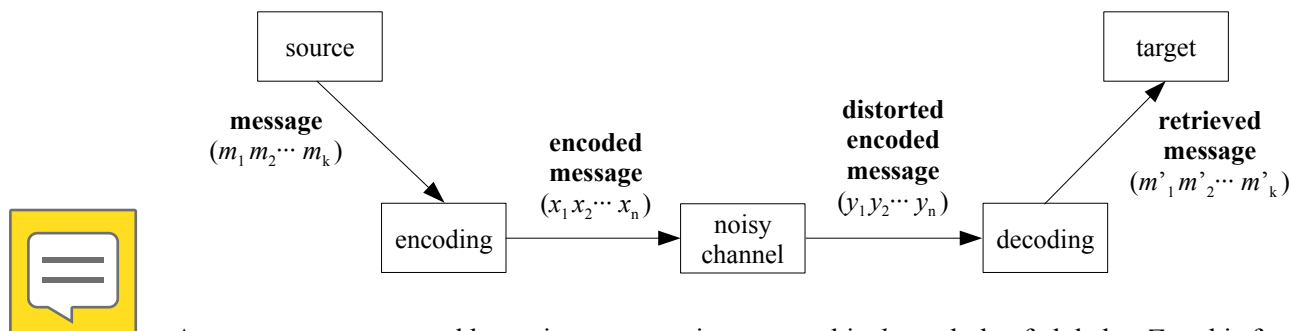 source
target
message
(m₁ m₂··· mₖ)
encoded
message
(x₁ x₂··· xₙ)
distorted
encoded
message
(y₁ y₂··· yₙ)
retrieved
message
(m’₁ m’₂··· m’ₖ)
encoding
noisy
channel
decoding